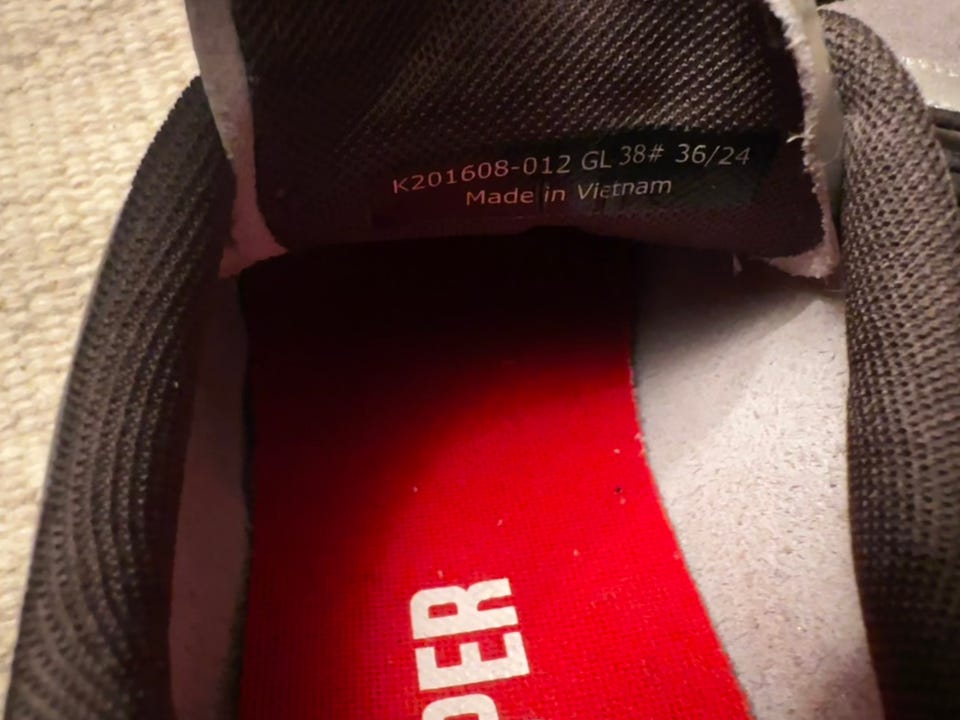 K201608-012 GL 38# 36/24
Made in Vietnam
DER